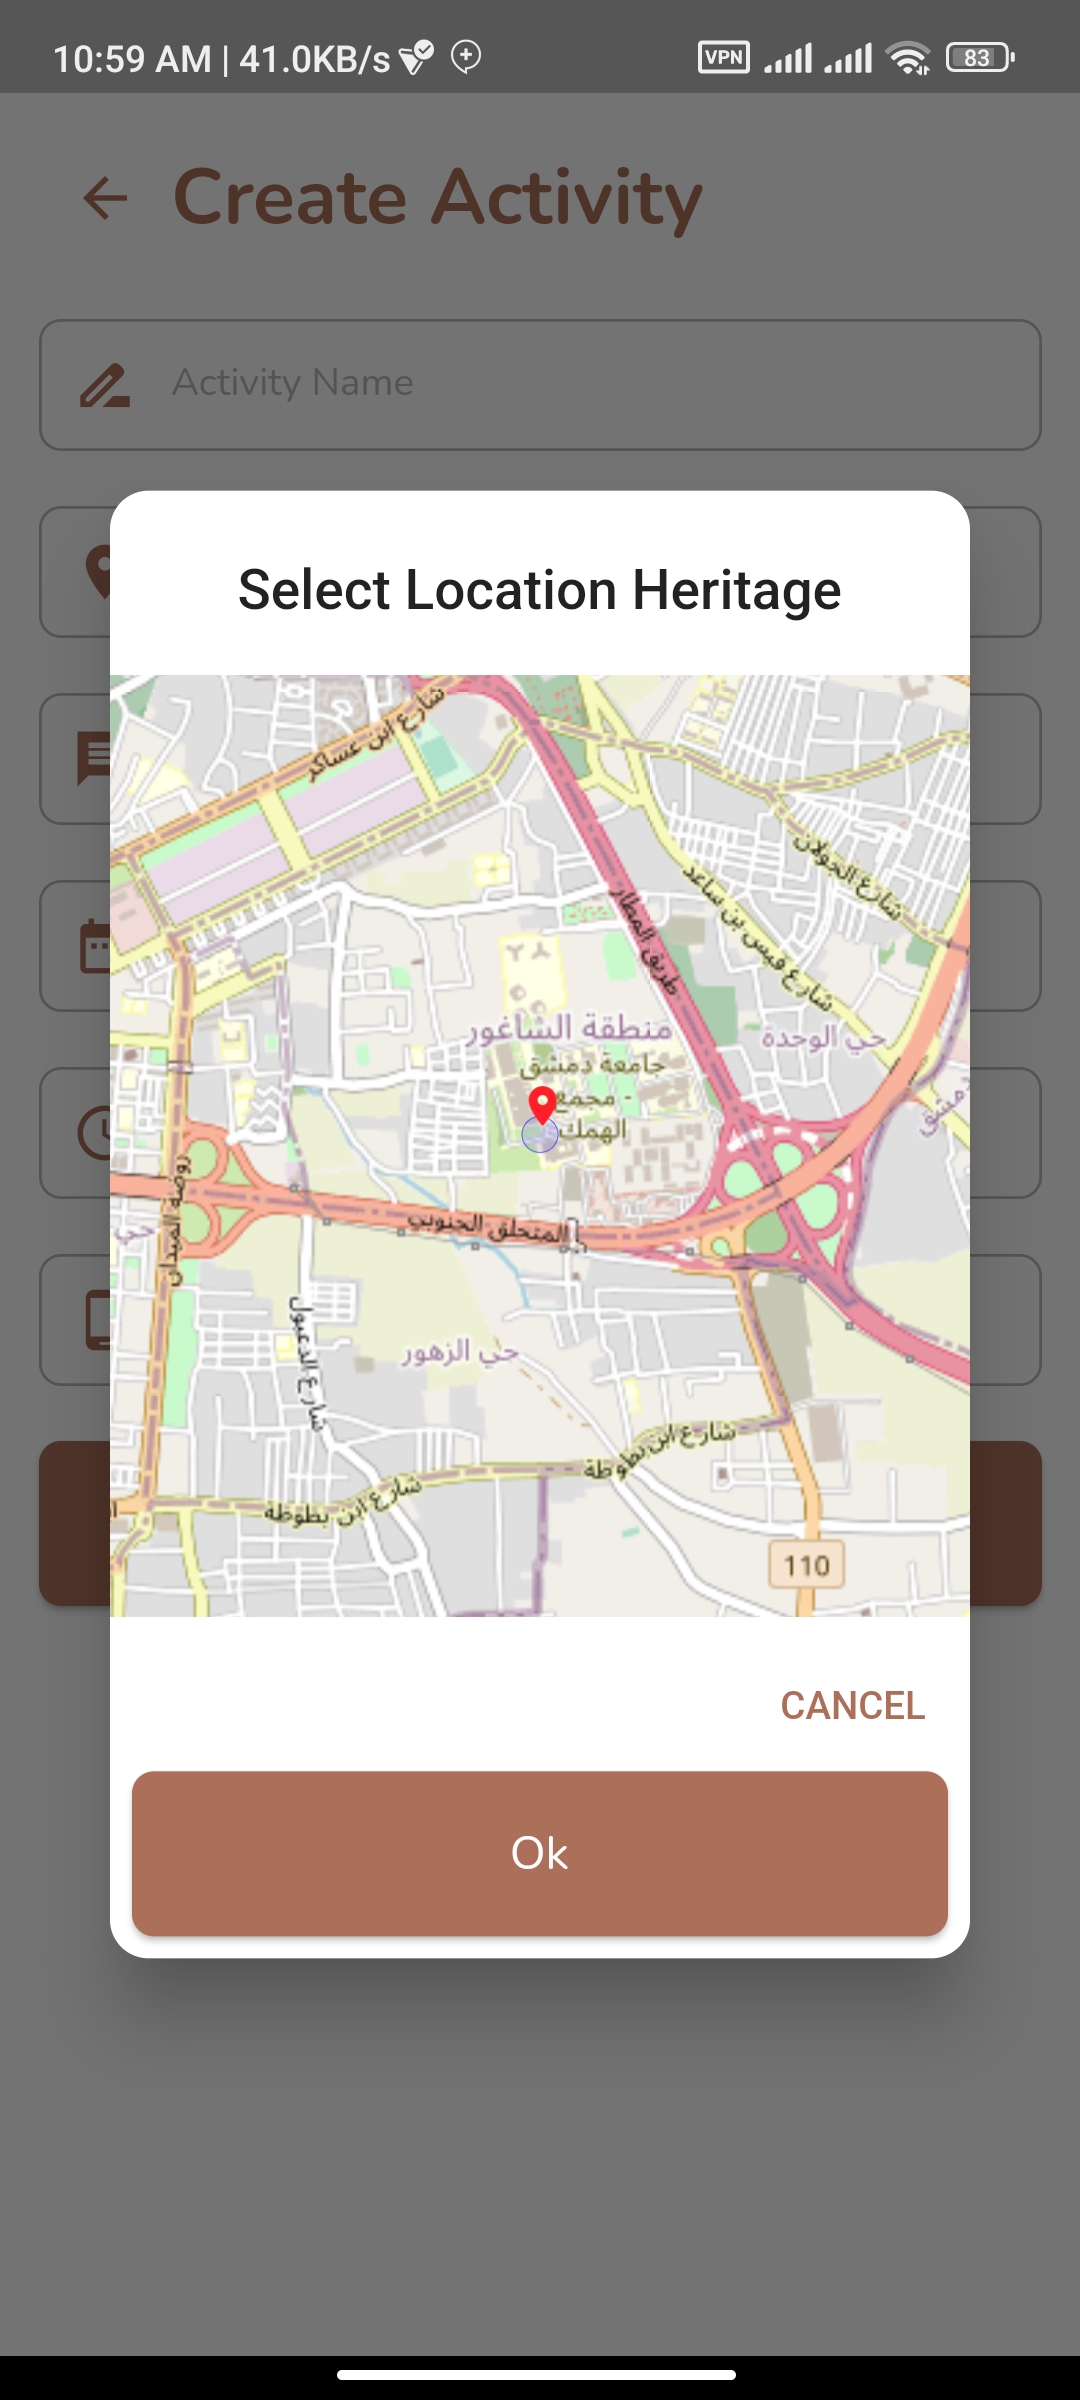 10:59 AM | 41.0KB/s
VPN
83
Create Activity
Activity Name
Select Location Heritage
شارع ابن عساكر
شارع الجولان
شارع قيس بن ساعد
طريق المطار
منطقة الشاغور
حي الوحدة
جامعة دمشق
- مجمع
الهمك
دمشق
روضة الميدان
المتحلق الجنوبي
حي
شارع الدعبول
حي الزهور
شارع ابن بطوطة
شارع ابن بطوطة
110
CANCEL
Ok